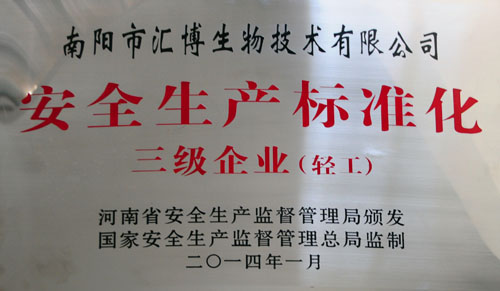 南阳市汇博生物技术有限公司
安全生产标准化
三级企业(轻工)
河南省安全生产监督管理局颁发
国家安全生产监督管理总局监制
二〇一四年一月